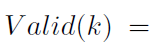 Valid(k) =